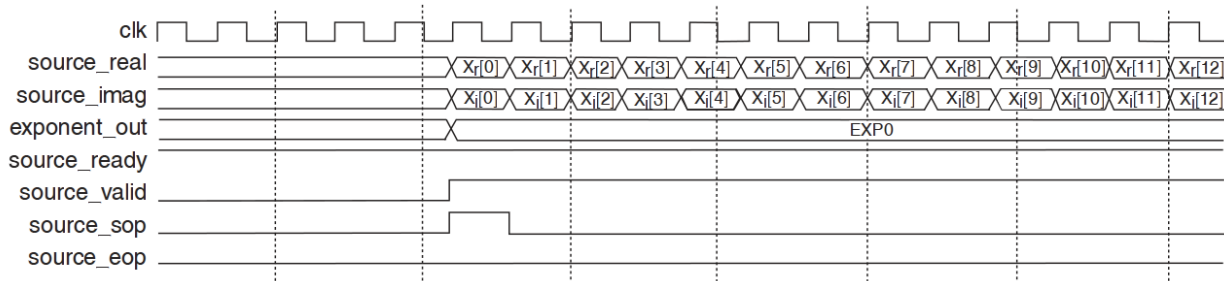 clk
source_real Xr[0] Xr[1] Xr[2] Xr[3] Xr[4] Xr[5] Xr[6] Xr[7] Xr[8] Xr[9] Xr[10] Xr[11] Xr[12]
source_imag Xi[0] Xi[1] Xi[2] Xi[3] Xi[4] Xi[5] Xi[6] Xi[7] Xi[8] Xi[9] Xi[10] Xi[11] Xi[12]
exponent_out EXP0
source_ready
source_valid
source_sop
source_eop